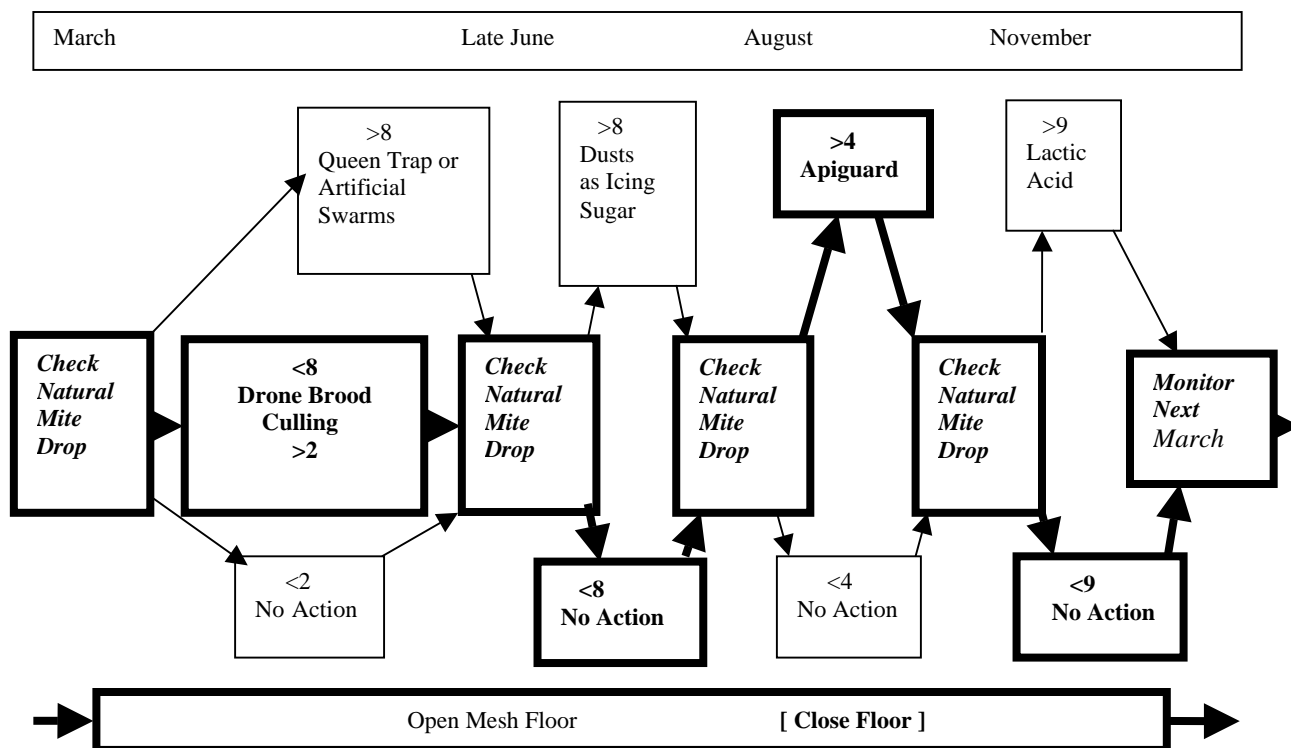 March Late June August November
>8
Queen Trap or
Artificial
Swarms
>8
Dusts
as Icing
Sugar
>4
Apiguard
>9
Lactic
Acid
Check
Natural
Mite
Drop
<8
Drone Brood
Culling
>2
Check
Natural
Mite
Drop
Check
Natural
Mite
Drop
Check
Natural
Mite
Drop
Monitor
Next
March
<2
No Action
<8
No Action
<4
No Action
<9
No Action
Open Mesh Floor [ Close Floor ]